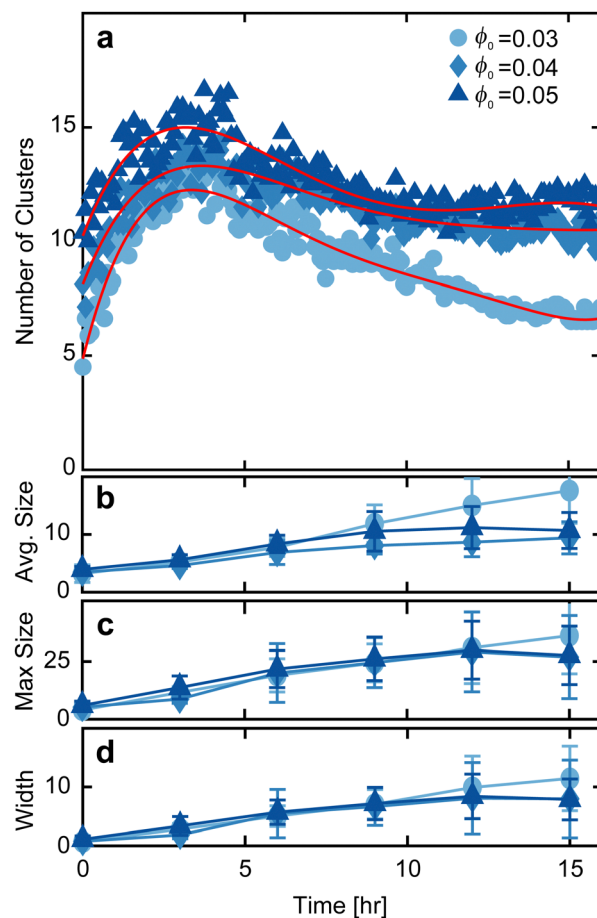 a
ϕ₀=0.03
ϕ₀=0.04
ϕ₀=0.05
Number of Clusters
15
10
5
0
b
Avg. Size
10
0
c
Max Size
25
0
d
Width
10
0
0 5 10 15
Time [hr]